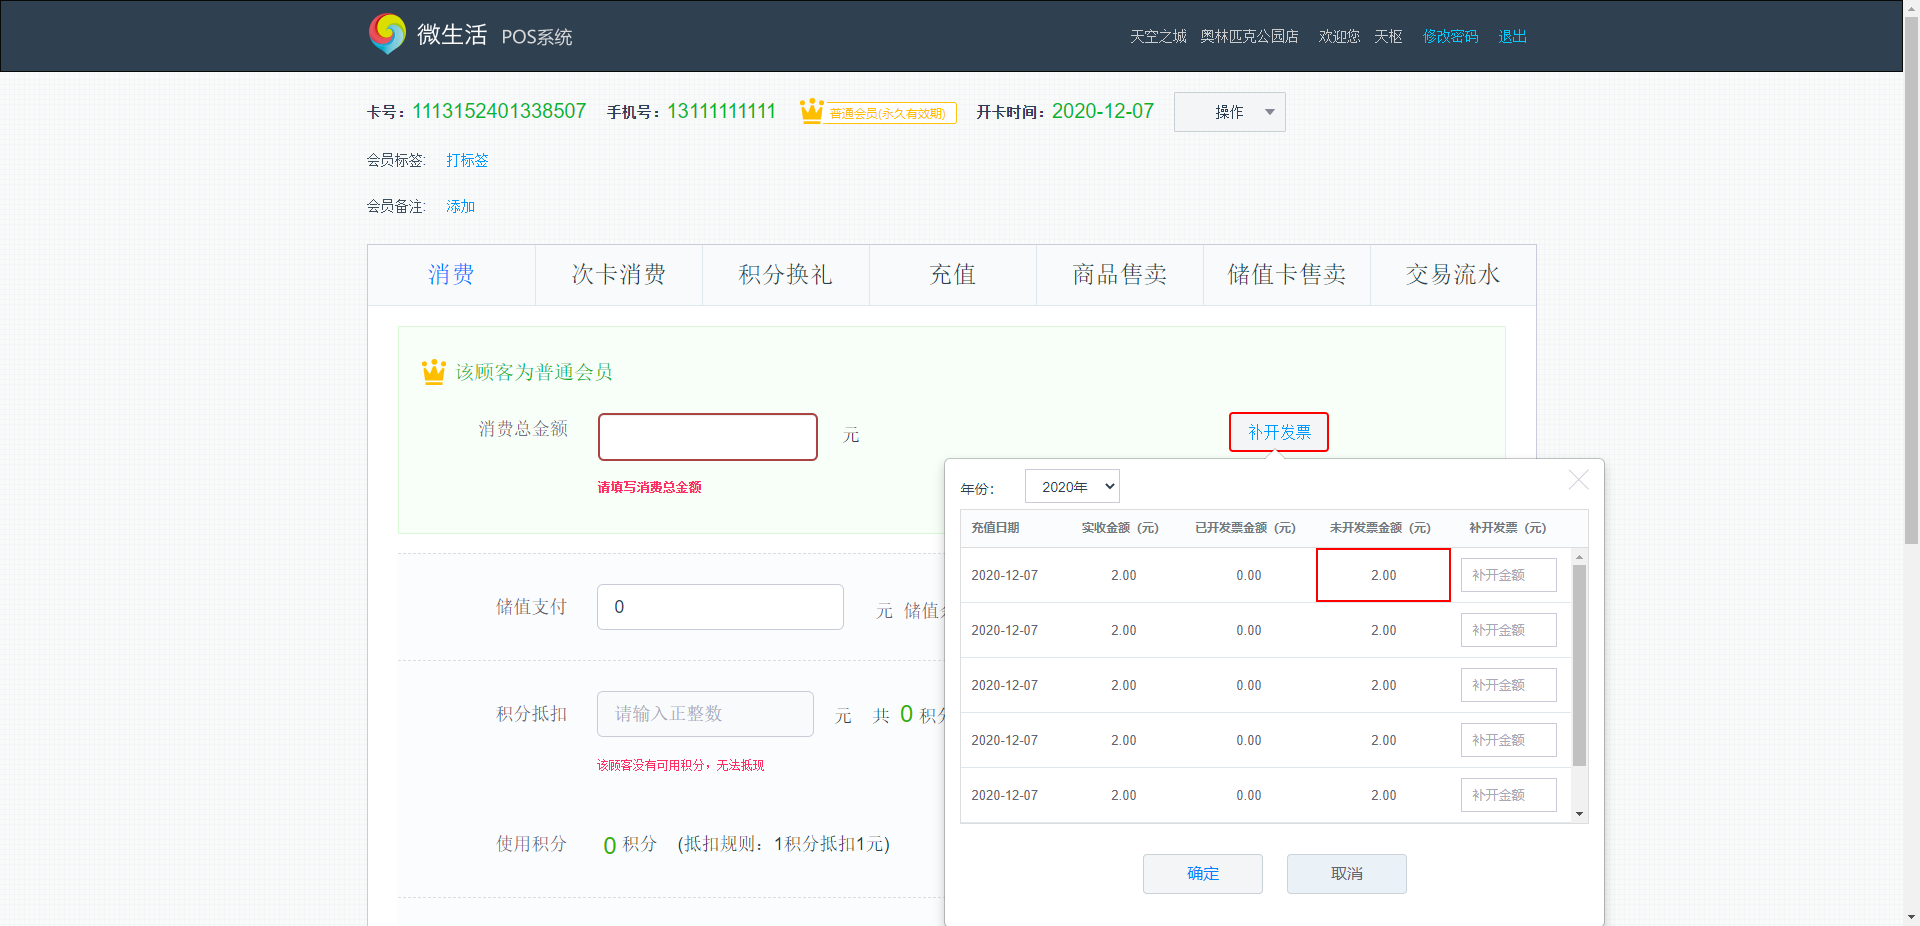 微生活 POS系统
天空之城 奥林匹克公园店 欢迎您 天枢 修改密码 退出
卡号：1113152401338507 手机号：13111111111 普通会员(永久有效期) 开卡时间：2020-12-07 操作
会员标签: 打标签
会员备注: 添加
消费 次卡消费 积分换礼 充值 商品售卖 储值卡售卖 交易流水
该顾客为普通会员
消费总金额 元 补开发票
请填写消费总金额
储值支付 0 元 储值
积分抵扣 请输入正整数 元 共 0 积分
该顾客没有可用积分，无法抵现
使用积分 0 积分 (抵扣规则：1积分抵扣1元)
年份： 2020年
充值日期 实收金额（元） 已开发票金额（元） 未开发票金额（元） 补开发票（元）
2020-12-07 2.00 0.00 2.00 补开金额
2020-12-07 2.00 0.00 2.00 补开金额
2020-12-07 2.00 0.00 2.00 补开金额
2020-12-07 2.00 0.00 2.00 补开金额
2020-12-07 2.00 0.00 2.00 补开金额
确定 取消